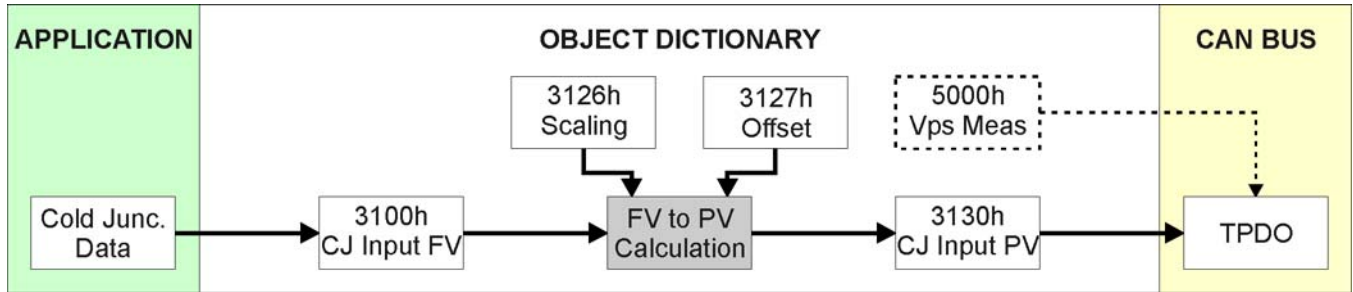 APPLICATION
OBJECT DICTIONARY
CAN BUS
3126h
Scaling
3127h
Offset
5000h
Vps Meas
Cold Junc.
Data
3100h
CJ Input FV
FV to PV
Calculation
3130h
CJ Input PV
TPDO